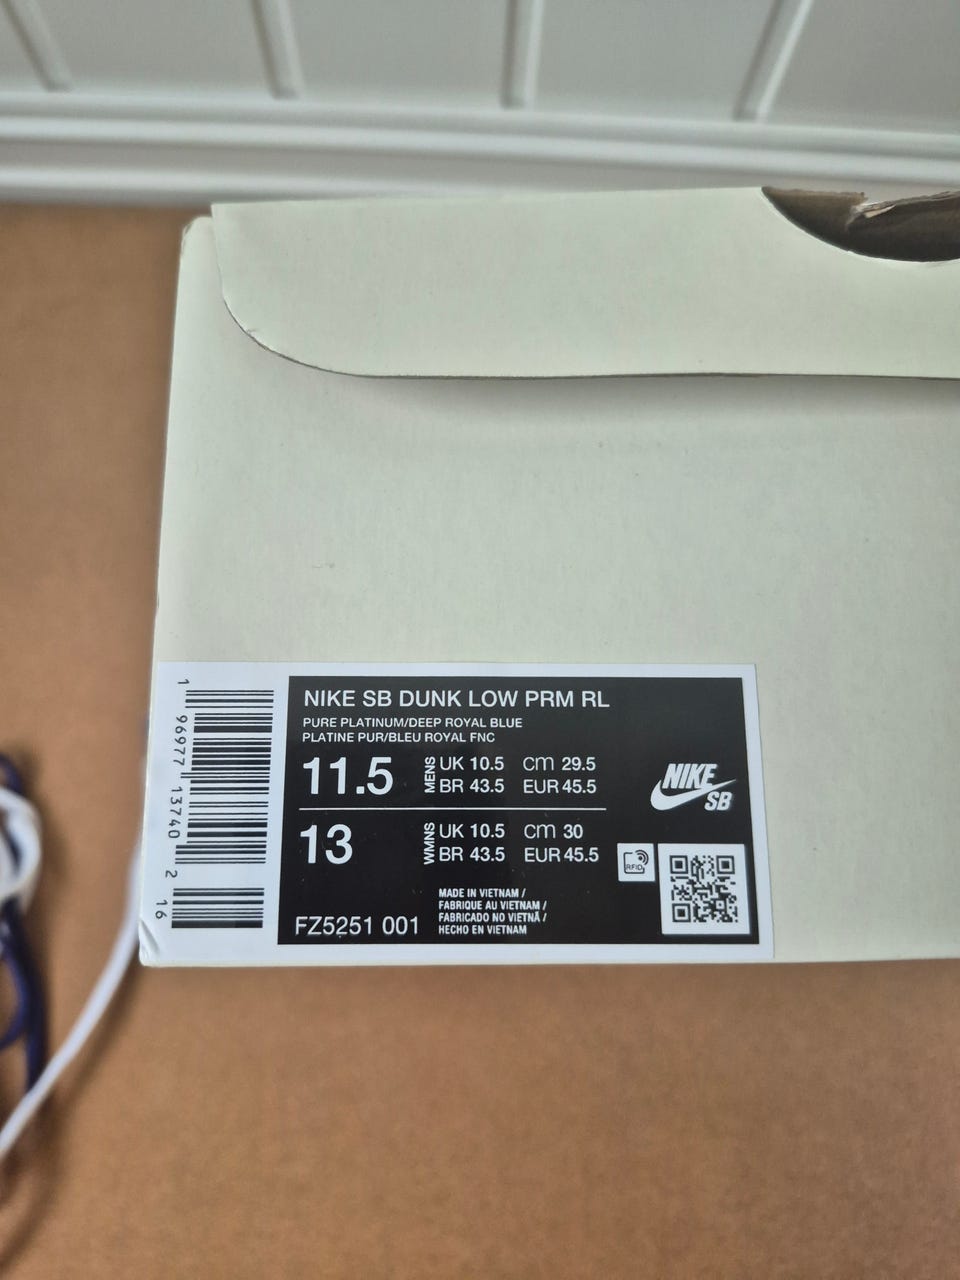 NIKE SB DUNK LOW PRM RL
PURE PLATINUM/DEEP ROYAL BLUE
PLATINE PUR/BLEU ROYAL FNC
11.5 MENS UK 10.5 CM 29.5
BR 43.5 EUR 45.5
13 WMNS UK 10.5 CM 30
BR 43.5 EUR 45.5
MADE IN VIETNAM /
FABRIQUE AU VIETNAM /
FABRICADO NO VIETNÃ /
HECHO EN VIETNAM
FZ5251 001
NIKE
SB
RFID
1 96977 13740 2 16